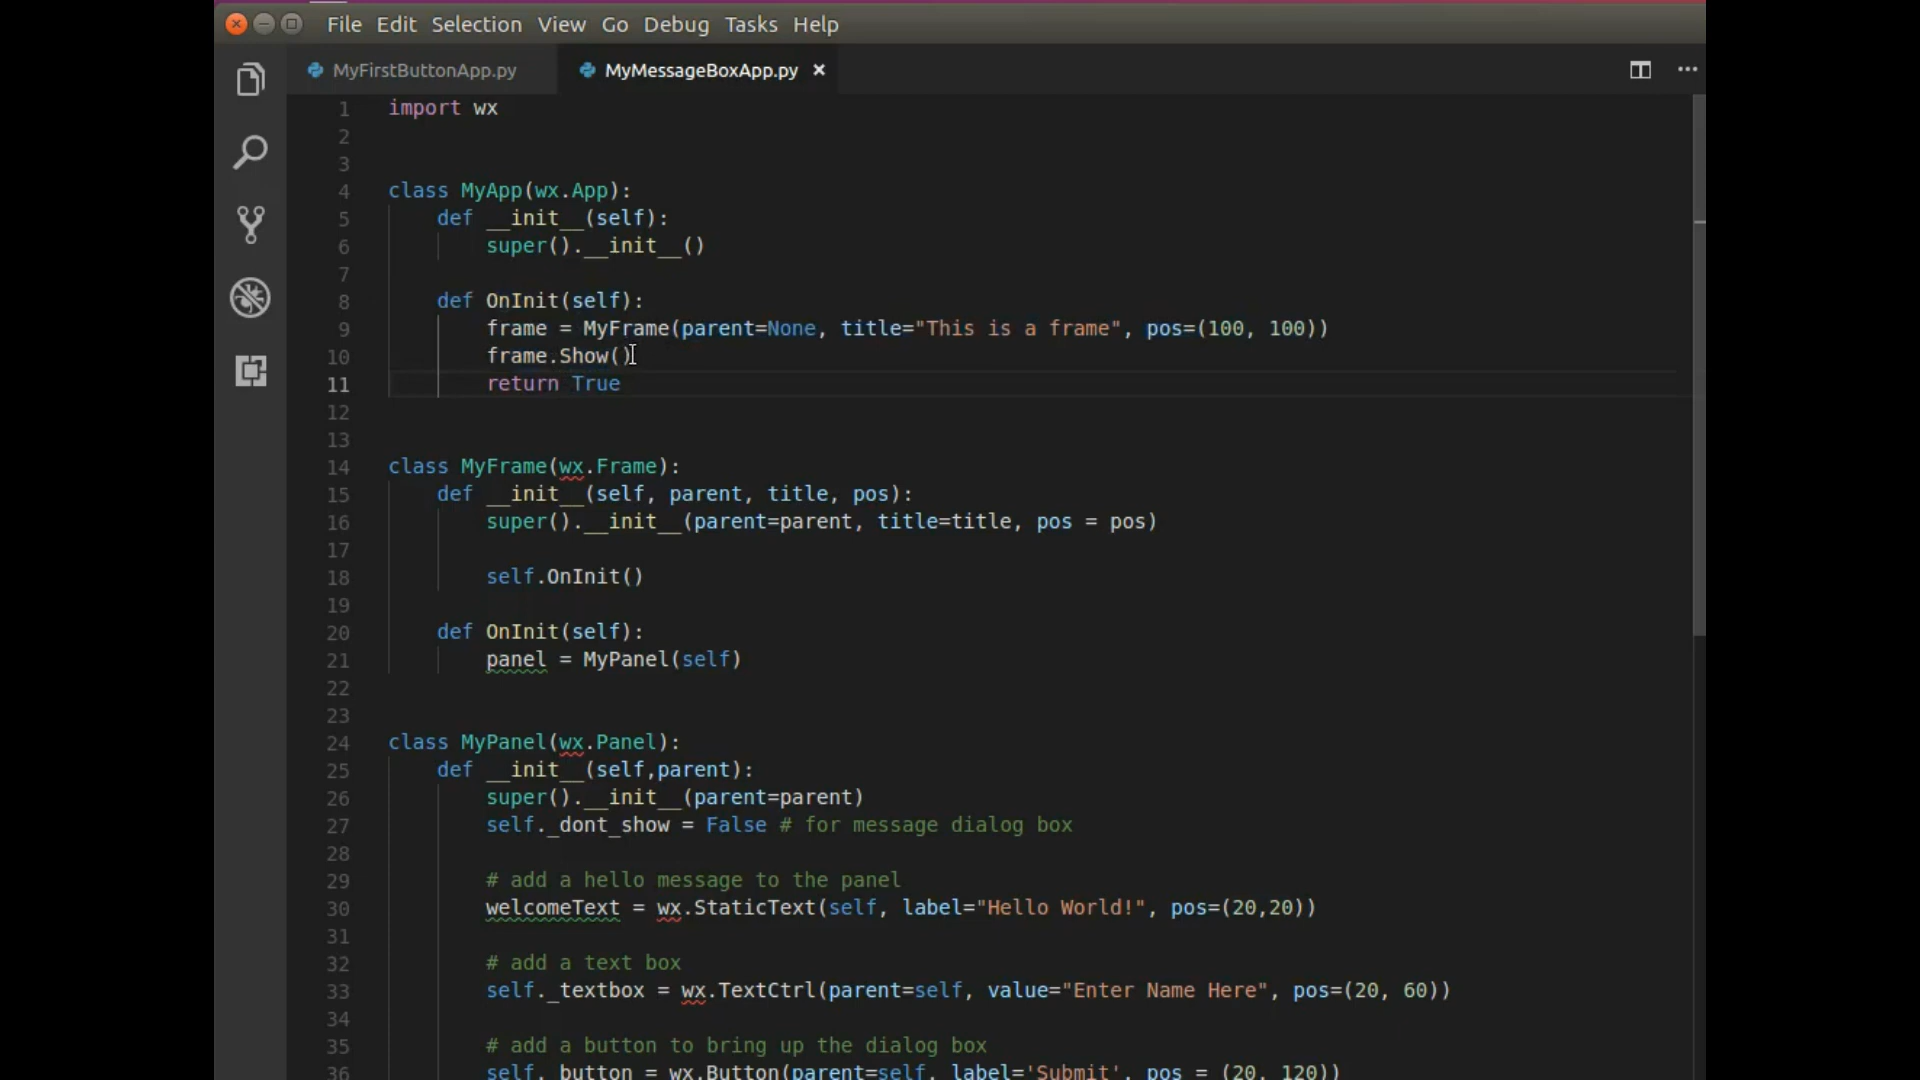 File Edit Selection View Go Debug Tasks Help
MyFirstButtonApp.py MyMessageBoxApp.py
1 import wx
2
3
4 class MyApp(wx.App):
5     def __init__(self):
6         super().__init__()
7
8     def OnInit(self):
9         frame = MyFrame(parent=None, title="This is a frame", pos=(100, 100))
10         frame.Show()
11         return True
12
13
14 class MyFrame(wx.Frame):
15     def __init__(self, parent, title, pos):
16         super().__init__(parent=parent, title=title, pos = pos)
17
18         self.OnInit()
19
20     def OnInit(self):
21         panel = MyPanel(self)
22
23
24 class MyPanel(wx.Panel):
25     def __init__(self,parent):
26         super().__init__(parent=parent)
27         self._dont_show = False # for message dialog box
28
29         # add a hello message to the panel
30         welcomeText = wx.StaticText(self, label="Hello World!", pos=(20,20))
31
32         # add a text box
33         self._textbox = wx.TextCtrl(parent=self, value="Enter Name Here", pos=(20, 60))
34
35         # add a button to bring up the dialog box
36         self._button = wx.Button(parent=self, label='Submit', pos = (20, 120))